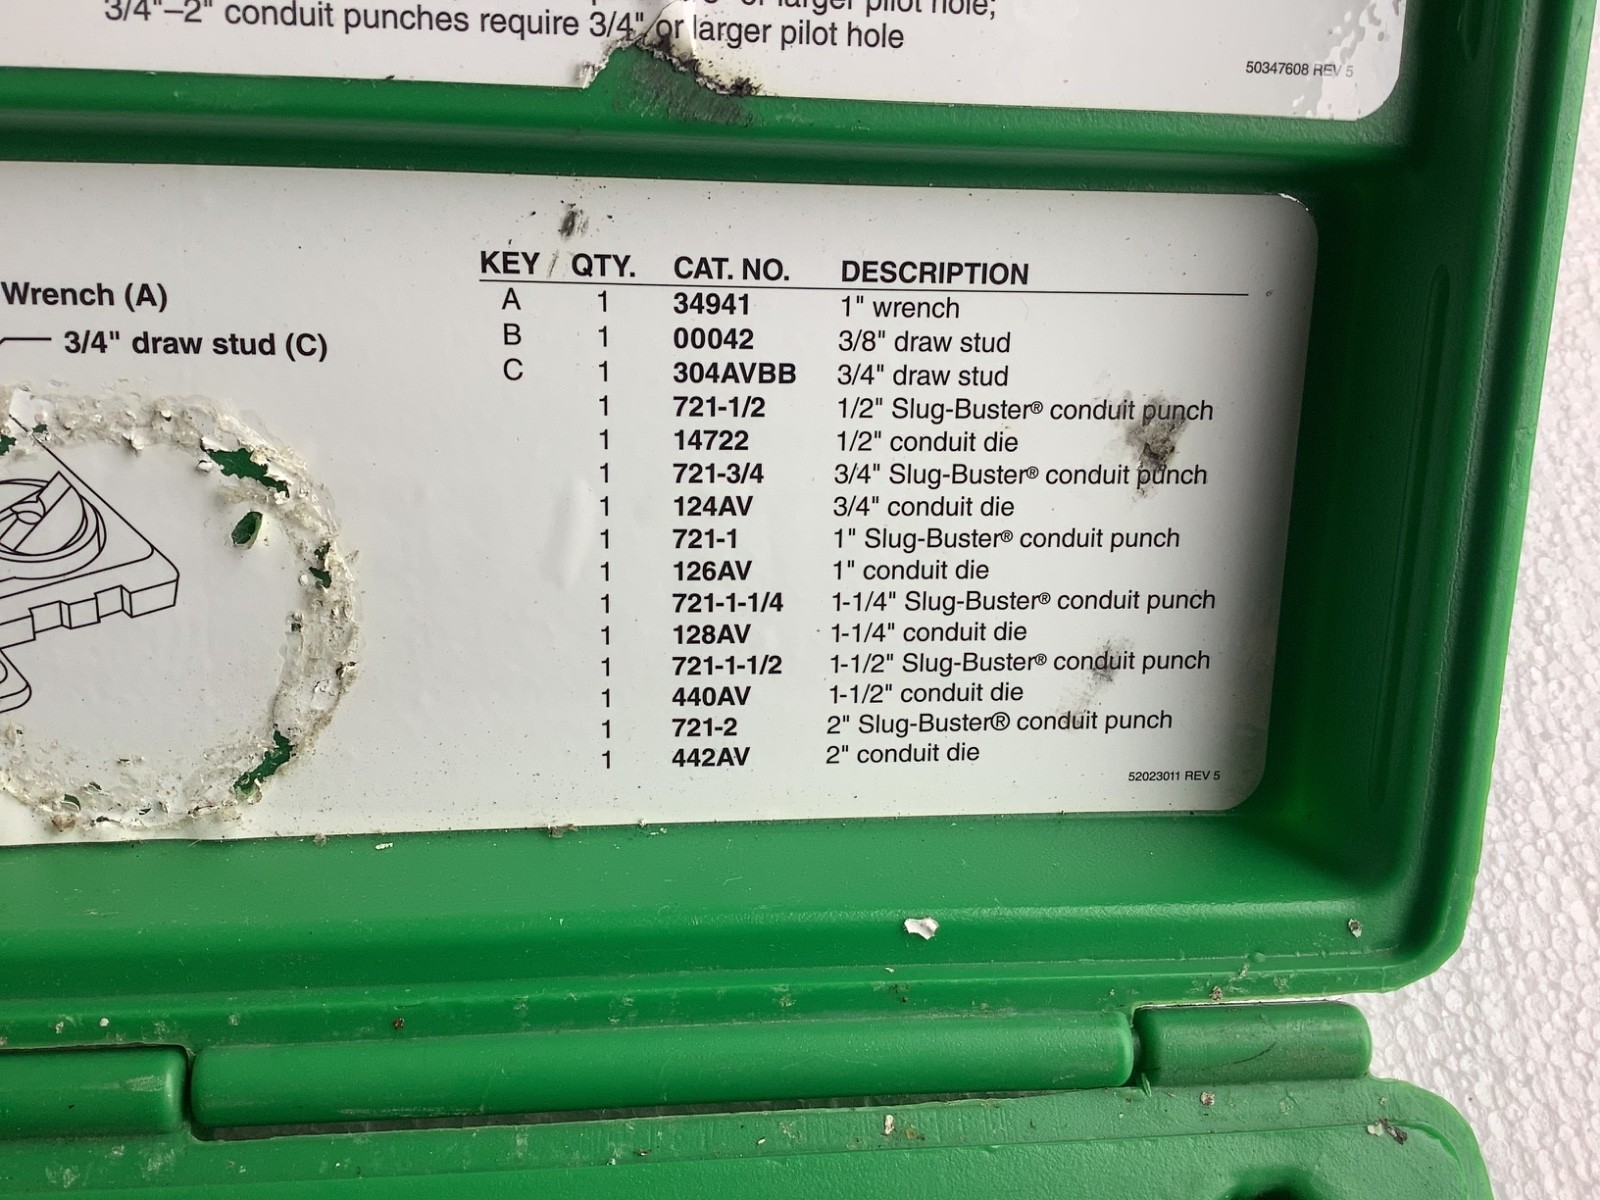 or larger pilot hole;
3/4"–2" conduit punches require 3/4" or larger pilot hole
50347608 REV 5
Wrench (A)
3/4" draw stud (C)
KEY QTY. CAT. NO. DESCRIPTION
A 1 34941 1" wrench
B 1 00042 3/8" draw stud
C 1 304AVBB 3/4" draw stud
1 721-1/2 1/2" Slug-Buster® conduit punch
1 14722 1/2" conduit die
1 721-3/4 3/4" Slug-Buster® conduit punch
1 124AV 3/4" conduit die
1 721-1 1" Slug-Buster® conduit punch
1 126AV 1" conduit die
1 721-1-1/4 1-1/4" Slug-Buster® conduit punch
1 128AV 1-1/4" conduit die
1 721-1-1/2 1-1/2" Slug-Buster® conduit punch
1 440AV 1-1/2" conduit die
1 721-2 2" Slug-Buster® conduit punch
1 442AV 2" conduit die
52023011 REV 5